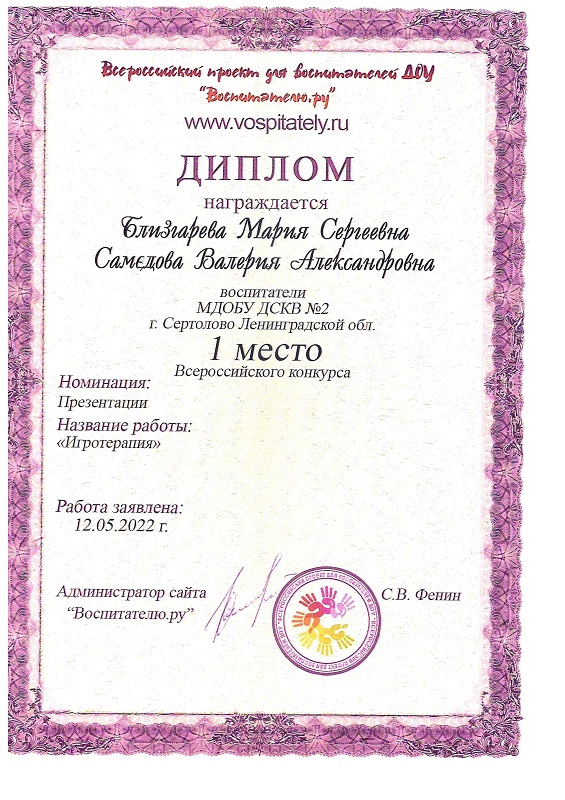 Всероссийский проект для воспитателей ДОУ
“Воспитателю.ру”
www.vospitately.ru
ДИПЛОМ
награждается
Близгарева Мария Сергеевна
Самедова Валерия Александровна
воспитатели
МДОБУ ДСКВ №2
г. Сертолово Ленинградской обл.
1 место
Всероссийского конкурса
Номинация:
Презентации
Название работы:
«Игротерапия»
Работа заявлена:
12.05.2022 г.
Администратор сайта
“Воспитателю.ру”
С.В. Фенин